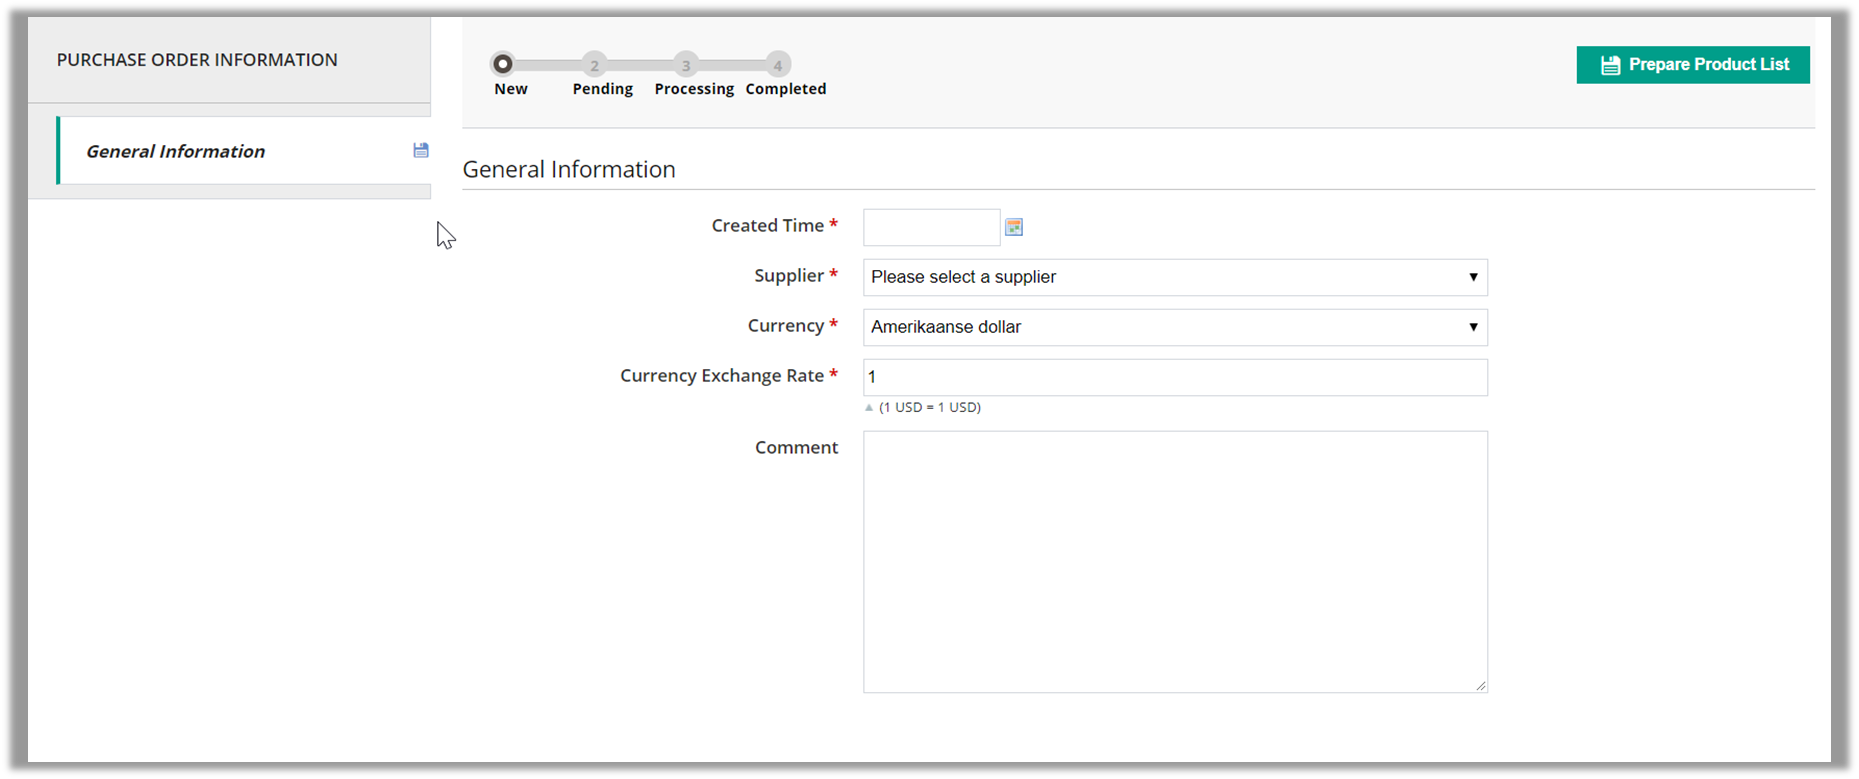 PURCHASE ORDER INFORMATION
General Information
2 3 4
New Pending Processing Completed
Prepare Product List
General Information
Created Time *
Supplier * Please select a supplier
Currency * Amerikaanse dollar
Currency Exchange Rate * 1
(1 USD = 1 USD)
Comment